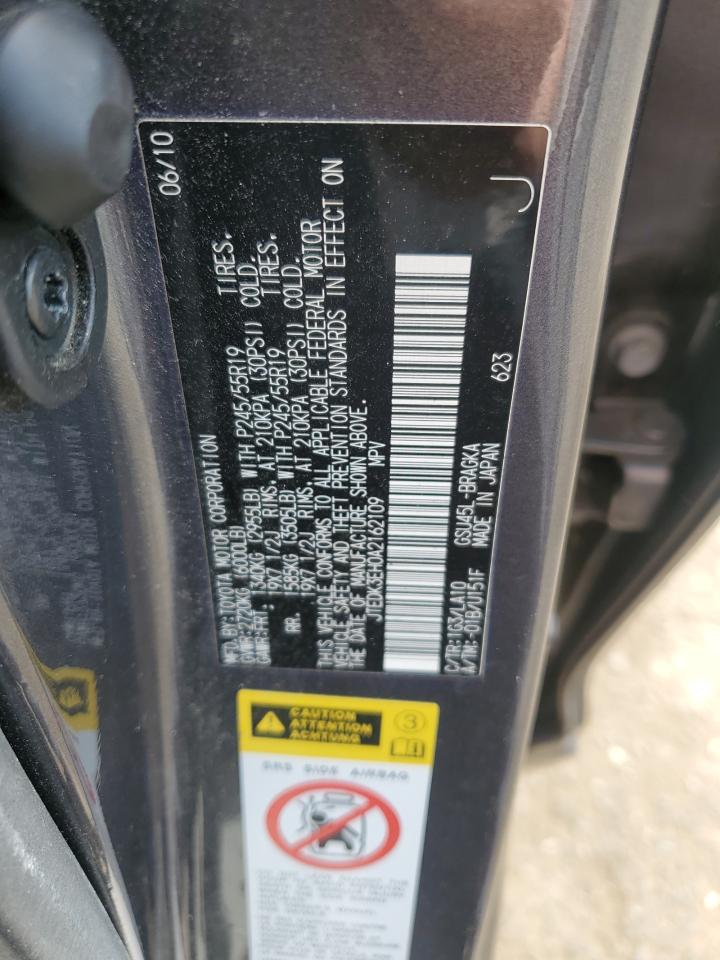 MFD BY:TOYOTA MOTOR CORPORATION 06/10
GVWR:2720KG (6000LB)
GAWR:FRT : 1340KG (2955LB) WITH P245/55R19 TIRES.
19X7 1/2J RIMS, AT 210KPA (30PSI) COLD.
RR. : 1585KG (3505LB) WITH P245/55R19 TIRES.
19X7 1/2J RIMS, AT 210KPA (30PSI) COLD.
THIS VEHICLE CONFORMS TO ALL APPLICABLE FEDERAL MOTOR
VEHICLE SAFETY, AND THEFT PREVENTION STANDARDS IN EFFECT ON
THE DATE OF MANUFACTURE SHOWN ABOVE.
JTEDK3EH0A2162109 MPV
C/TR:1G3/LA10 GSU45L-BRAGKA 623
A/TM:-01B/U151F MADE IN JAPAN
J
CAUTION
ATTENTION
ACHTUNG
3
SRS SIDE AIRBAG